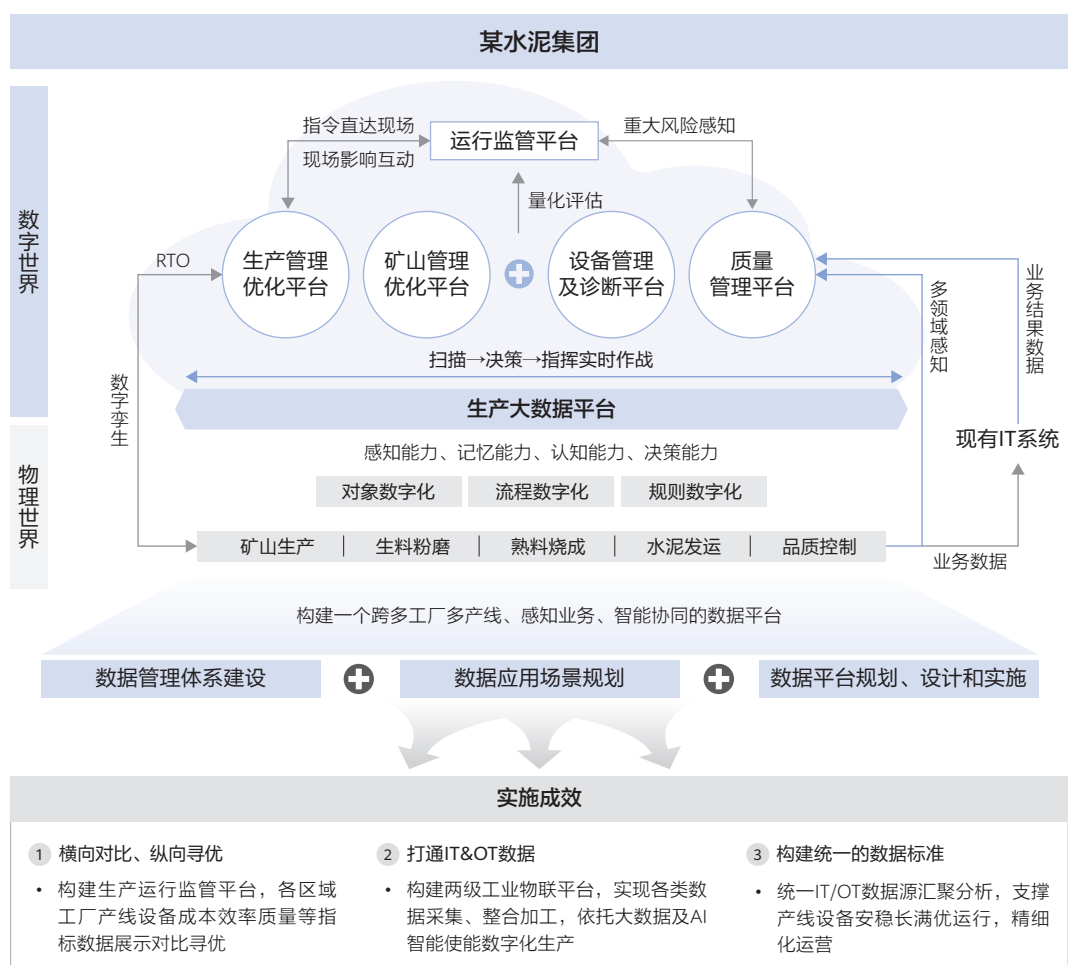 某水泥集团
数字世界
物理世界
指令直达现场
现场影响互动
运行监管平台
重大风险感知
量化评估
RTO
生产管理
优化平台
矿山管理
优化平台
设备管理
及诊断平台
质量
管理平台
多领域感知
业务结果数据
扫描→决策→指挥实时作战
数字孪生
生产大数据平台
现有IT系统
感知能力、记忆能力、认知能力、决策能力
对象数字化
流程数字化
规则数字化
矿山生产
生料粉磨
熟料烧成
水泥发运
品质控制
业务数据
构建一个跨多工厂多产线、感知业务、智能协同的数据平台
数据管理体系建设
数据应用场景规划
数据平台规划、设计和实施
实施成效
1 横向对比、纵向寻优
• 构建生产运行监管平台，各区域
工厂产线设备成本效率质量等指
标数据展示对比寻优
2 打通IT&OT数据
• 构建两级工业物联平台，实现各类数
据采集、整合加工，依托大数据及AI
智能使能数字化生产
3 构建统一的数据标准
• 统一IT/OT数据源汇聚分析，支撑
产线设备安稳长满优运行，精细
化运营